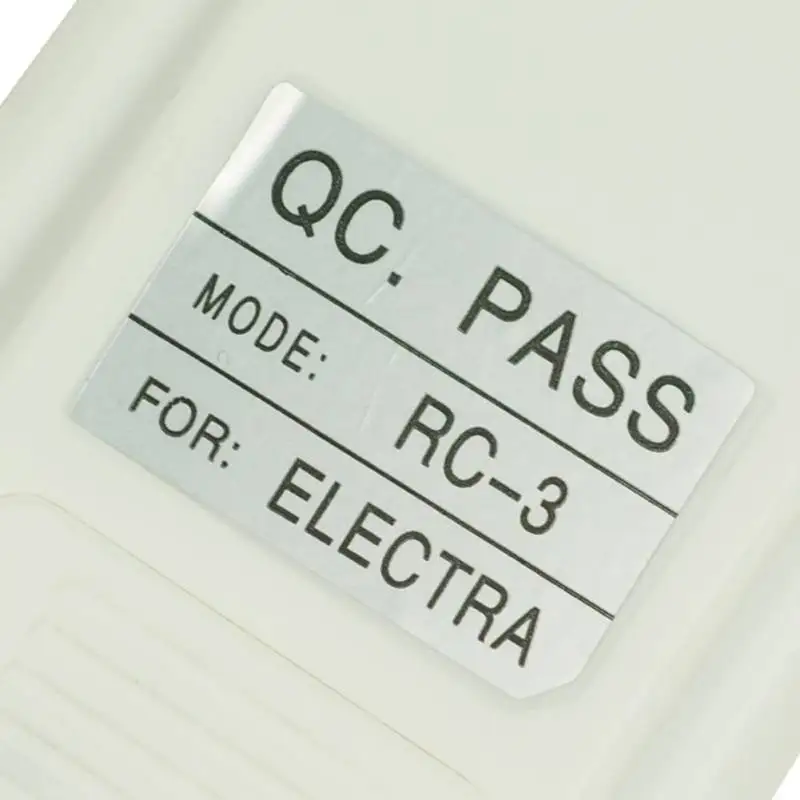 QC. PASS
MODE: RC-3
FOR: ELECTRA